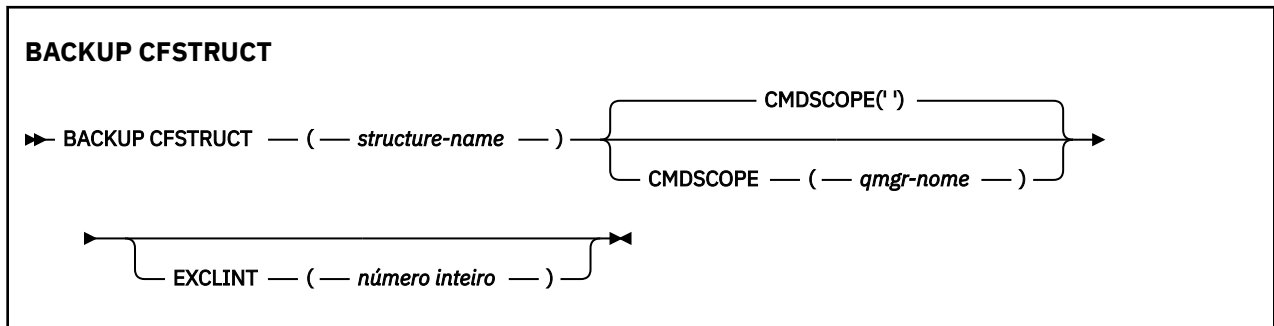 BACKUP CFSTRUCT
CMDSCOPE(' ')
BACKUP CFSTRUCT ( structure-name )
CMDSCOPE ( qmgr-nome )
EXCLINT ( número inteiro )